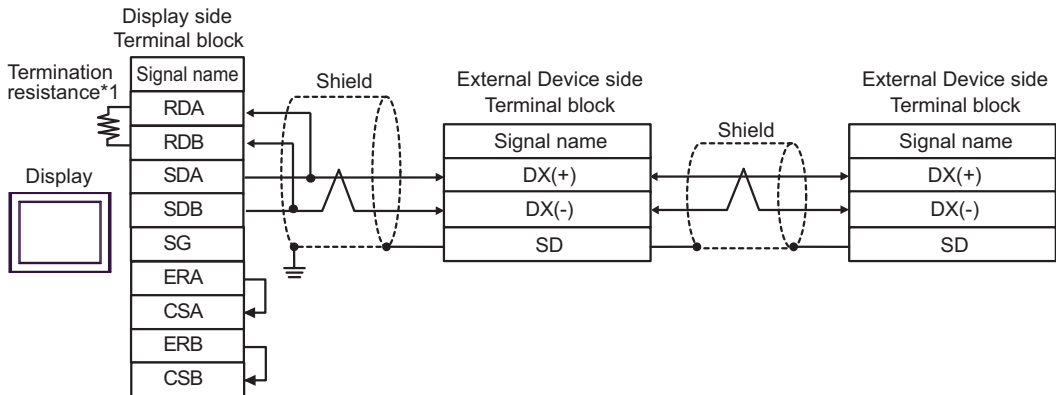 Display side
Terminal block
Termination
resistance*1
Signal name
RDA
RDB
SDA
SDB
SG
ERA
CSA
ERB
CSB
Display
Shield
External Device side
Terminal block
Signal name
DX(+)
DX(-)
SD
Shield
External Device side
Terminal block
Signal name
DX(+)
DX(-)
SD